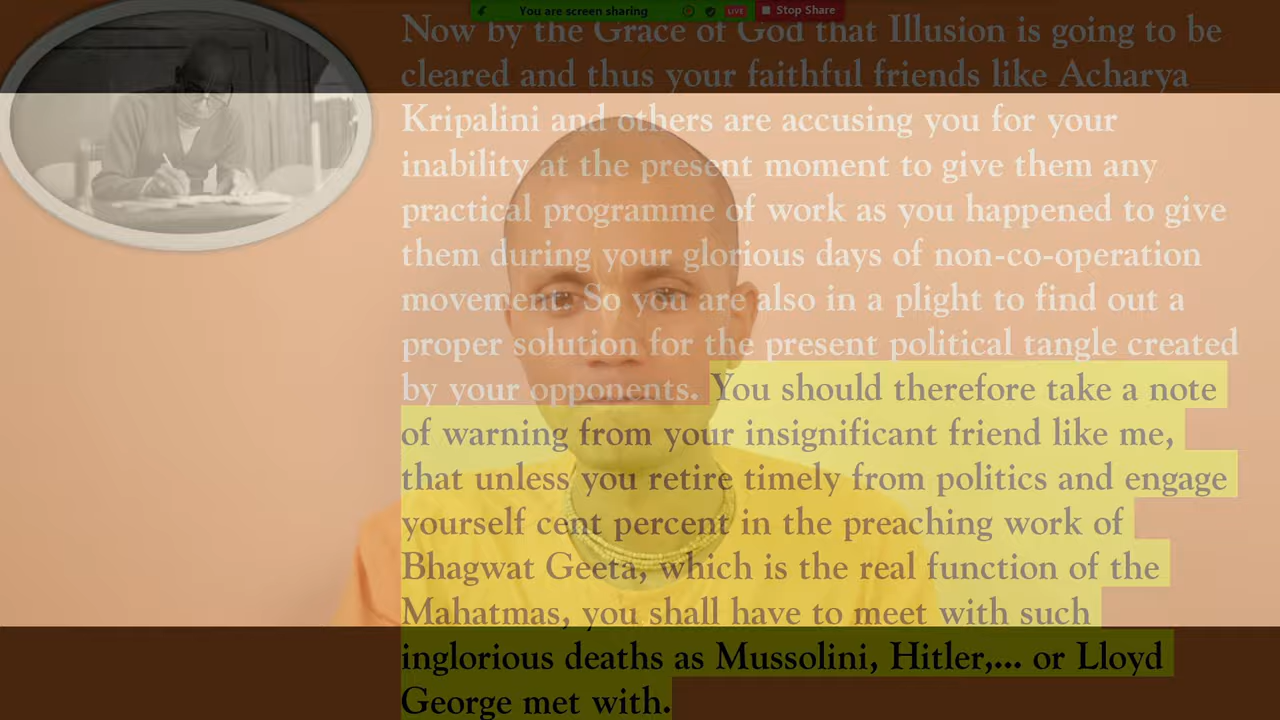 You are screen sharing
LIVE
Stop Share
Now by the Grace of God that Illusion is going to be
cleared and thus your faithful friends like Acharya
Kripalini and others are accusing you for your
inability at the present moment to give them any
practical programme of work as you happened to give
them during your glorious days of non-co-operation
movement. So you are also in a plight to find out a
proper solution for the present political tangle created
by your opponents. You should therefore take a note
of warning from your insignificant friend like me,
that unless you retire timely from politics and engage
yourself cent percent in the preaching work of
Bhagwat Geeta, which is the real function of the
Mahatmas, you shall have to meet with such
inglorious deaths as Mussolini, Hitler,... or Lloyd
George met with.